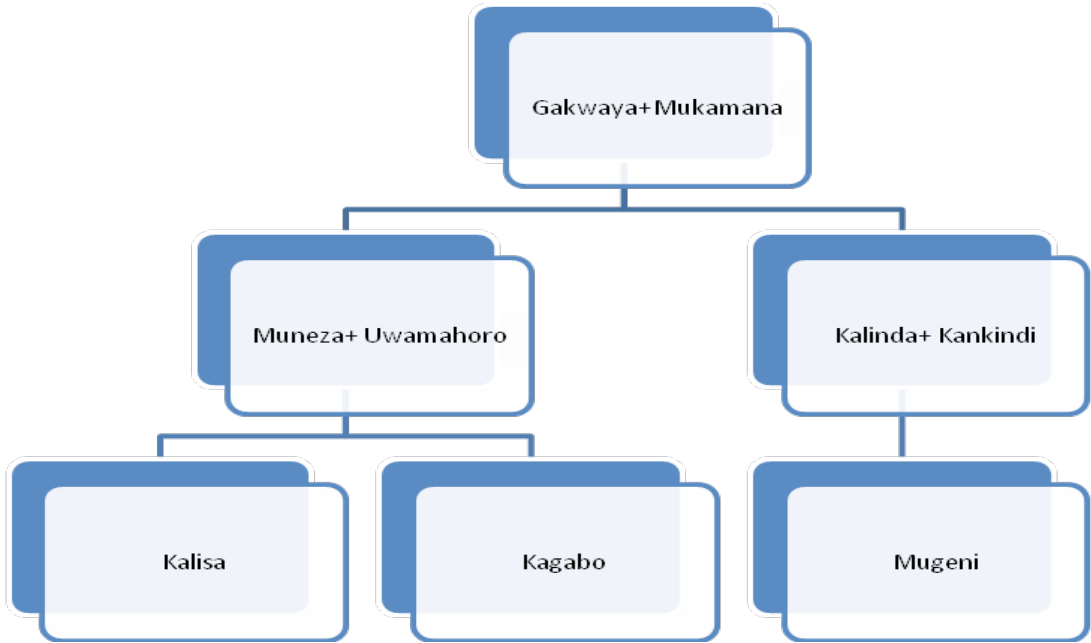 Gakwaya+Mukamana
Muneza+ Uwamahoro
Kalinda+ Kankindi
Kalisa
Kagabo
Mugeni